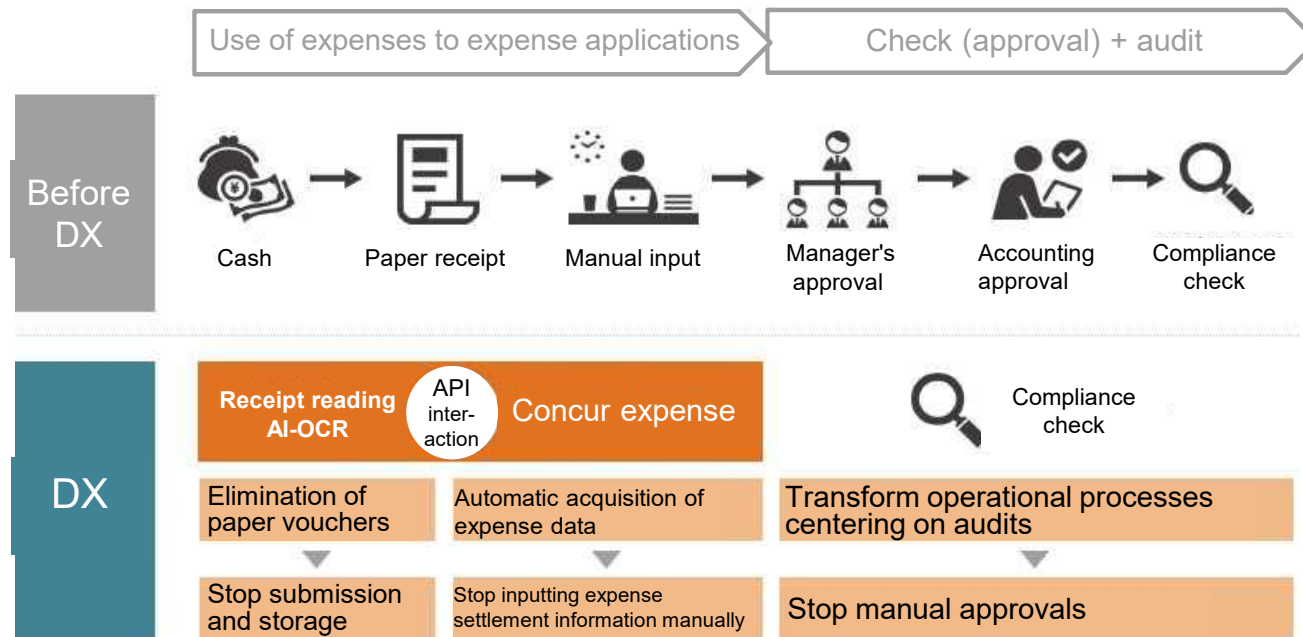 Use of expenses to expense applications
Check (approval) + audit
Before
DX
¥
Cash
Paper receipt
Manual input
Manager's
approval
Accounting
approval
Compliance
check
DX
Receipt reading
AI-OCR
API
inter-
action
Concur expense
Compliance
check
Elimination of
paper vouchers
Automatic acquisition of
expense data
Transform operational processes
centering on audits
Stop submission
and storage
Stop inputting expense
settlement information manually
Stop manual approvals